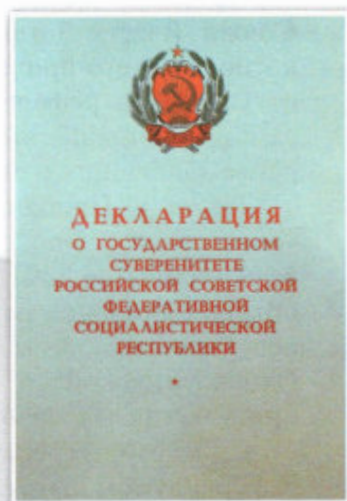 ДЕКЛАРАЦИЯ
О ГОСУДАРСТВЕННОМ
СУВЕРЕНИТЕТЕ
РОССИЙСКОЙ СОВЕТСКОЙ
ФЕДЕРАТИВНОЙ
СОЦИАЛИСТИЧЕСКОЙ
РЕСПУБЛИКИ